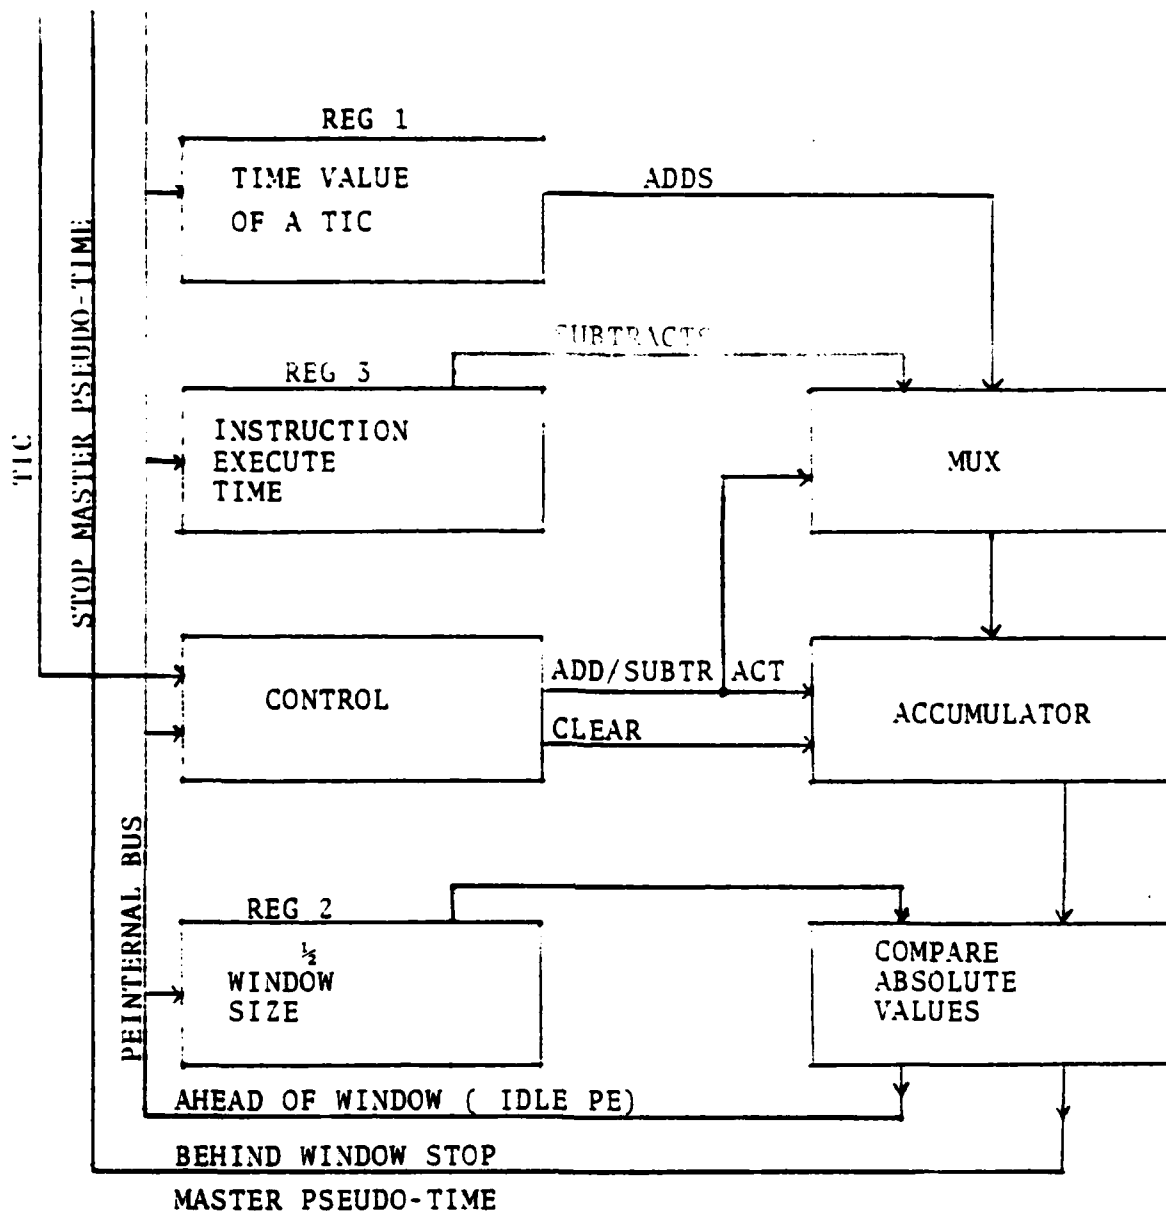 REG 1
TIME VALUE
OF A TIC
ADDS
SUBTRACTS
REG 3
INSTRUCTION
EXECUTE
TIME
MUX
TIC
STOP MASTER PSEUDO-TIME
CONTROL
ADD/SUBTR ACT
CLEAR
ACCUMULATOR
PEINTERNAL BUS
REG 2
½
WINDOW
SIZE
COMPARE
ABSOLUTE
VALUES
AHEAD OF WINDOW ( IDLE PE)
BEHIND WINDOW STOP
MASTER PSEUDO-TIME